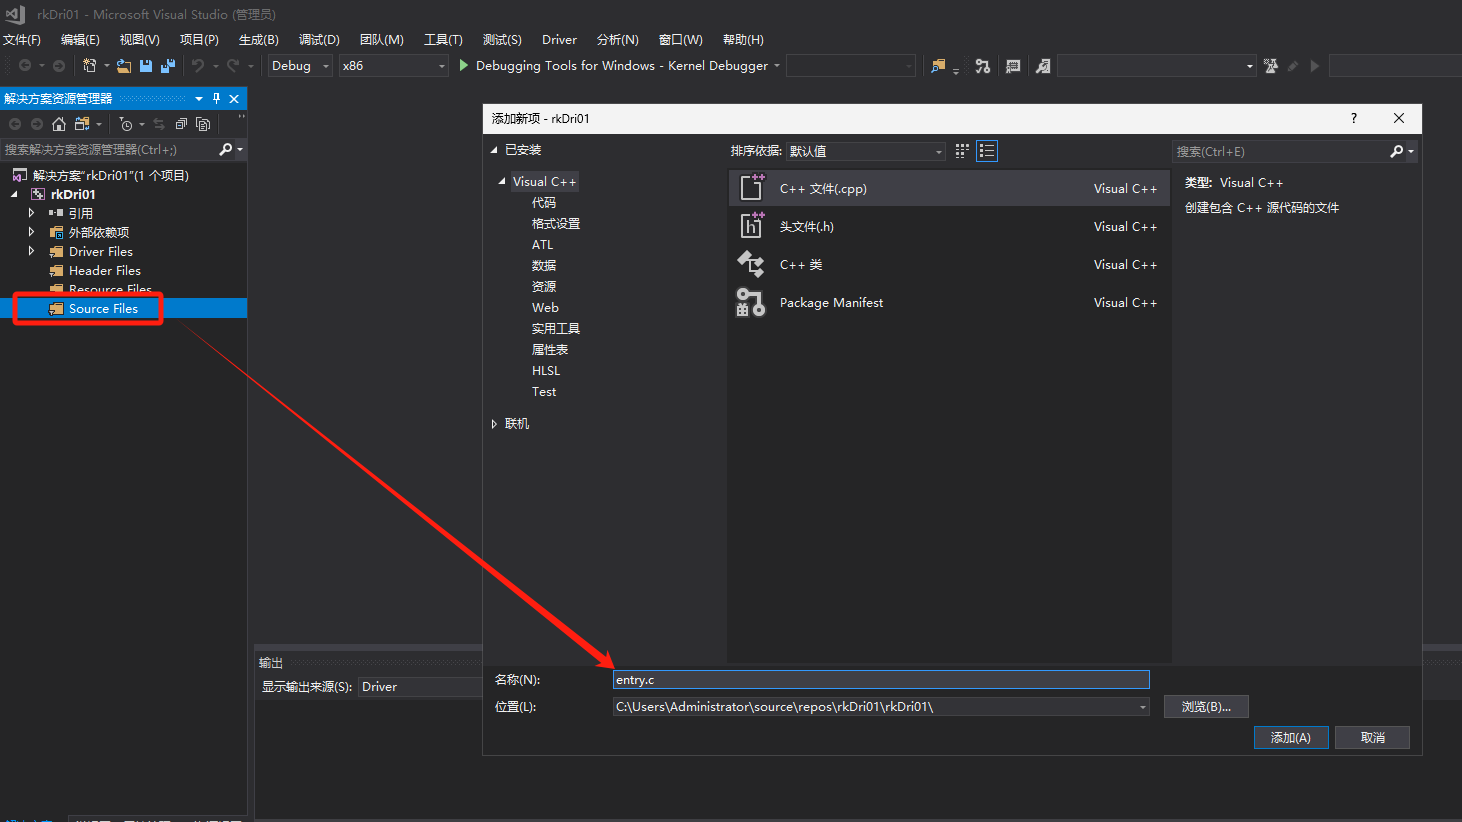 rkDri01 - Microsoft Visual Studio (管理员)
文件(F) 编辑(E) 视图(V) 项目(P) 生成(B) 调试(D) 团队(M) 工具(T) 测试(S) Driver 分析(N) 窗口(W) 帮助(H)
Debug x86 Debugging Tools for Windows - Kernel Debugger
解决方案资源管理器
搜索解决方案资源管理器(Ctrl+;)
解决方案"rkDri01"(1 个项目)
rkDri01
引用
外部依赖项
Driver Files
Header Files
Resource Files
Source Files
添加新项 - rkDri01
?
已安装
Visual C++
代码
格式设置
ATL
数据
资源
Web
实用工具
属性表
HLSL
Test
联机
排序依据: 默认值
C++ 文件(.cpp) Visual C++
头文件(.h) Visual C++
C++ 类 Visual C++
Package Manifest Visual C++
搜索(Ctrl+E)
类型: Visual C++
创建包含 C++ 源代码的文件
名称(N): entry.c
位置(L): C:\Users\Administrator\source\repos\rkDri01\rkDri01\
浏览(B)...
添加(A) 取消
输出
显示输出来源(S): Driver